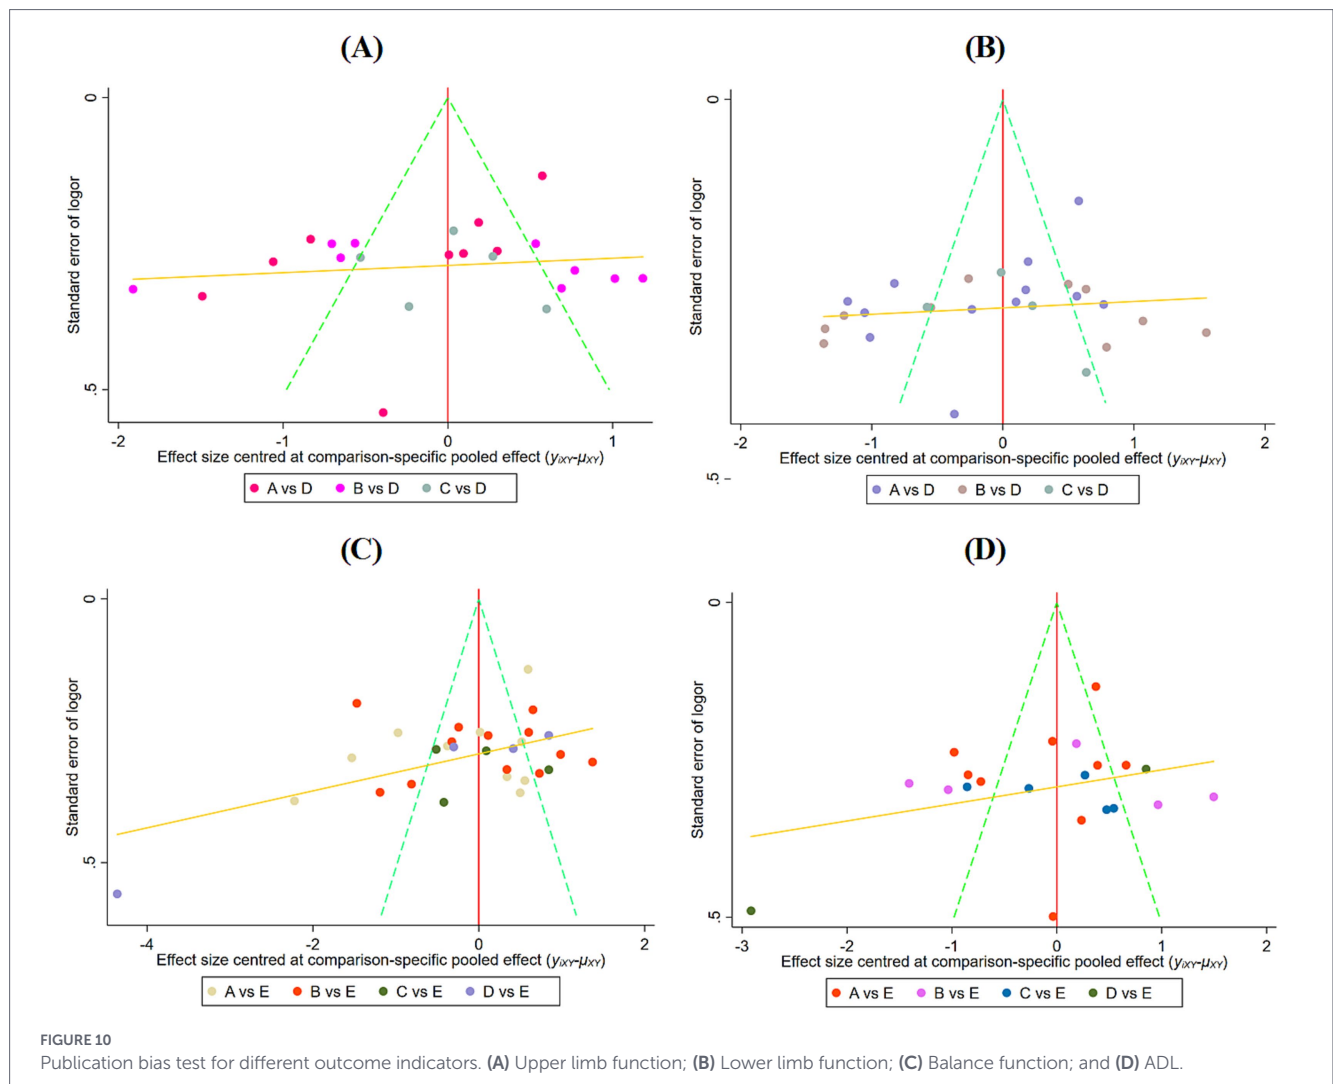 (A)
0
.5
Standard error of logor
-2
-1
0
1
Effect size centred at comparison-specific pooled effect (yiXY-μXY)
A vs D
B vs D
C vs D
(B)
0
.5
Standard error of logor
-2
-1
0
1
2
Effect size centred at comparison-specific pooled effect (yiXY-μXY)
A vs D
B vs D
C vs D
(C)
0
.5
Standard error of logor
-4
-2
0
2
Effect size centred at comparison-specific pooled effect (yiXY-μXY)
A vs E
B vs E
C vs E
D vs E
(D)
0
.5
Standard error of logor
-3
-2
-1
0
1
2
Effect size centred at comparison-specific pooled effect (yiXY-μXY)
A vs E
B vs E
C vs E
D vs E
FIGURE 10
Publication bias test for different outcome indicators. (A) Upper limb function; (B) Lower limb function; (C) Balance function; and (D) ADL.